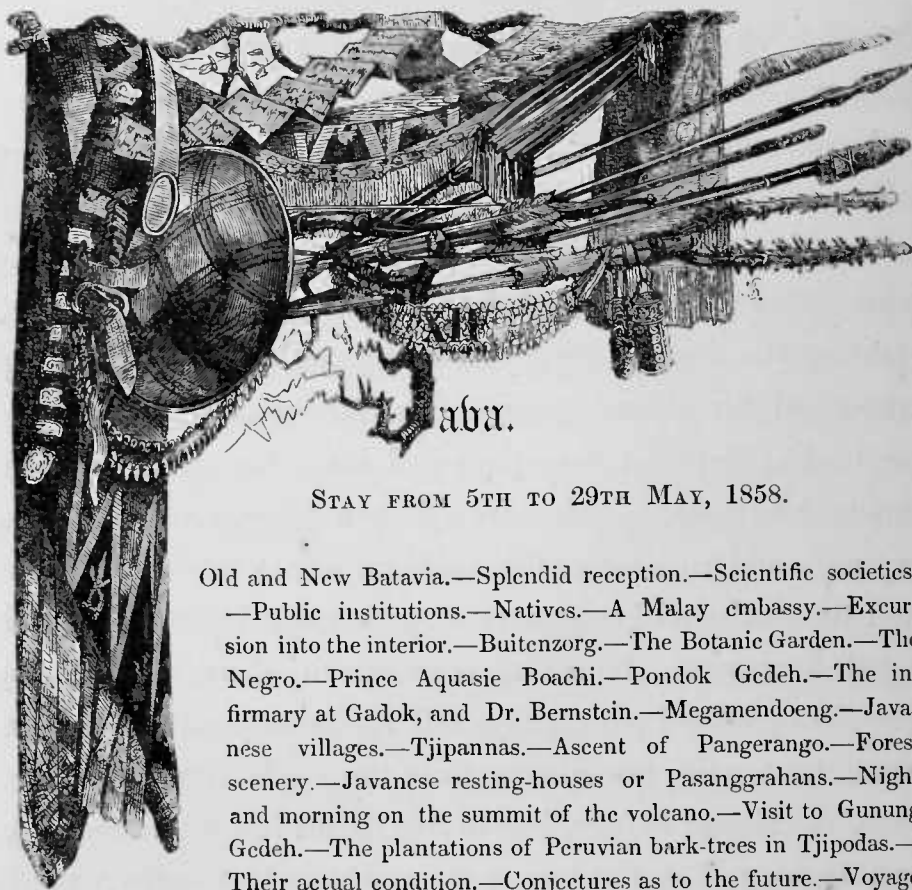 XII
Java.
STAY FROM 5TH TO 29TH MAY, 1858.
Old and New Batavia.—Splendid reception.—Scientific societies
—Public institutions.—Natives.—A Malay embassy.—Excur
sion into the interior.—Buitenzorg.—The Botanic Garden.—The
Negro.—Prince Aquasie Boachi.—Pondok Gedeh.—The in
firmary at Gadok, and Dr. Bernstein.—Megamendoeng.—Java
nese villages.—Tjipannas.—Ascent of Pangerango.—Fores
scenery.—Javanese resting-houses or Pasanggrahans.—Nigh
and morning on the summit of the volcano.—Visit to Gunung
Gedeh.—The plantations of Peruvian bark-trees in Tjipodas.—
Their actual condition.—Conjectures as to the future.—Voyage